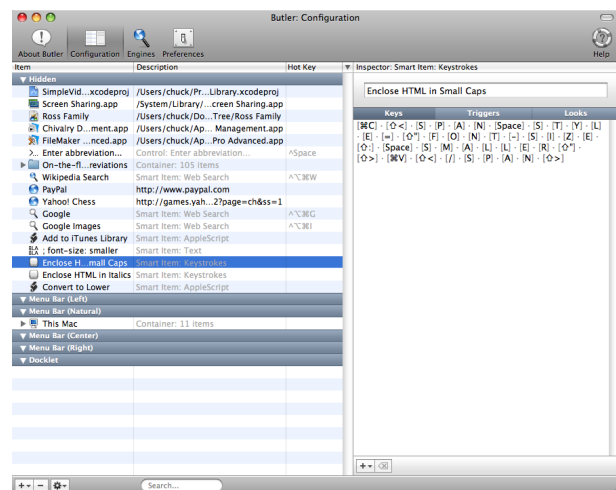 Butler: Configuration
About Butler Configuration Engines Preferences Help
Item Description Hot Key Inspector: Smart Item: Keystrokes
Hidden
SimpleVid...xcodeproj /Users/chuck/Pr...Library.xcodeproj
Screen Sharing.app /System/Library/...creen Sharing.app
Ross Family /Users/chuck/Do...Tree/Ross Family
Chivalry D...ment.app /Users/chuck/Ap... Management.app
FileMaker ...nced.app /Users/chuck/Ap...Pro Advanced.app
Enter abbreviation... Control: Enter abbreviation... ^Space
On-the-fl...reviations Container: 105 items
Wikipedia Search Smart Item: Web Search ^⌥⌘W
PayPal http://www.paypal.com
Yahoo! Chess http://games.yah...2?page=ch&ss=1
Google Smart Item: Web Search ^⌥⌘G
Google Images Smart Item: Web Search ^⌥⌘I
Add to iTunes Library Smart Item: AppleScript
BLA BLA ; font-size: smaller Smart Item: Text
Enclose H...mall Caps Smart Item: Keystrokes
Enclose HTML in Italics Smart Item: Keystrokes
Convert to Lower Smart Item: AppleScript
Menu Bar (Left)
Menu Bar (Natural)
This Mac Container: 11 items
Menu Bar (Center)
Menu Bar (Right)
Docklet
Search...
Enclose HTML in Small Caps
Keys Triggers Looks
[⌘C] · [⇧<] · [S] · [P] · [A] · [N] · [Space] · [S] · [T] · [Y] · [L]
· [E] · [=] · [⇧"] · [F] · [O] · [N] · [T] · [-] · [S] · [I] · [Z] · [E] ·
[⇧:] · [Space] · [S] · [M] · [A] · [L] · [L] · [E] · [R] · [⇧"] ·
[⇧>] · [⌘V] · [⇧<] · [/] · [S] · [P] · [A] · [N] · [⇧>]